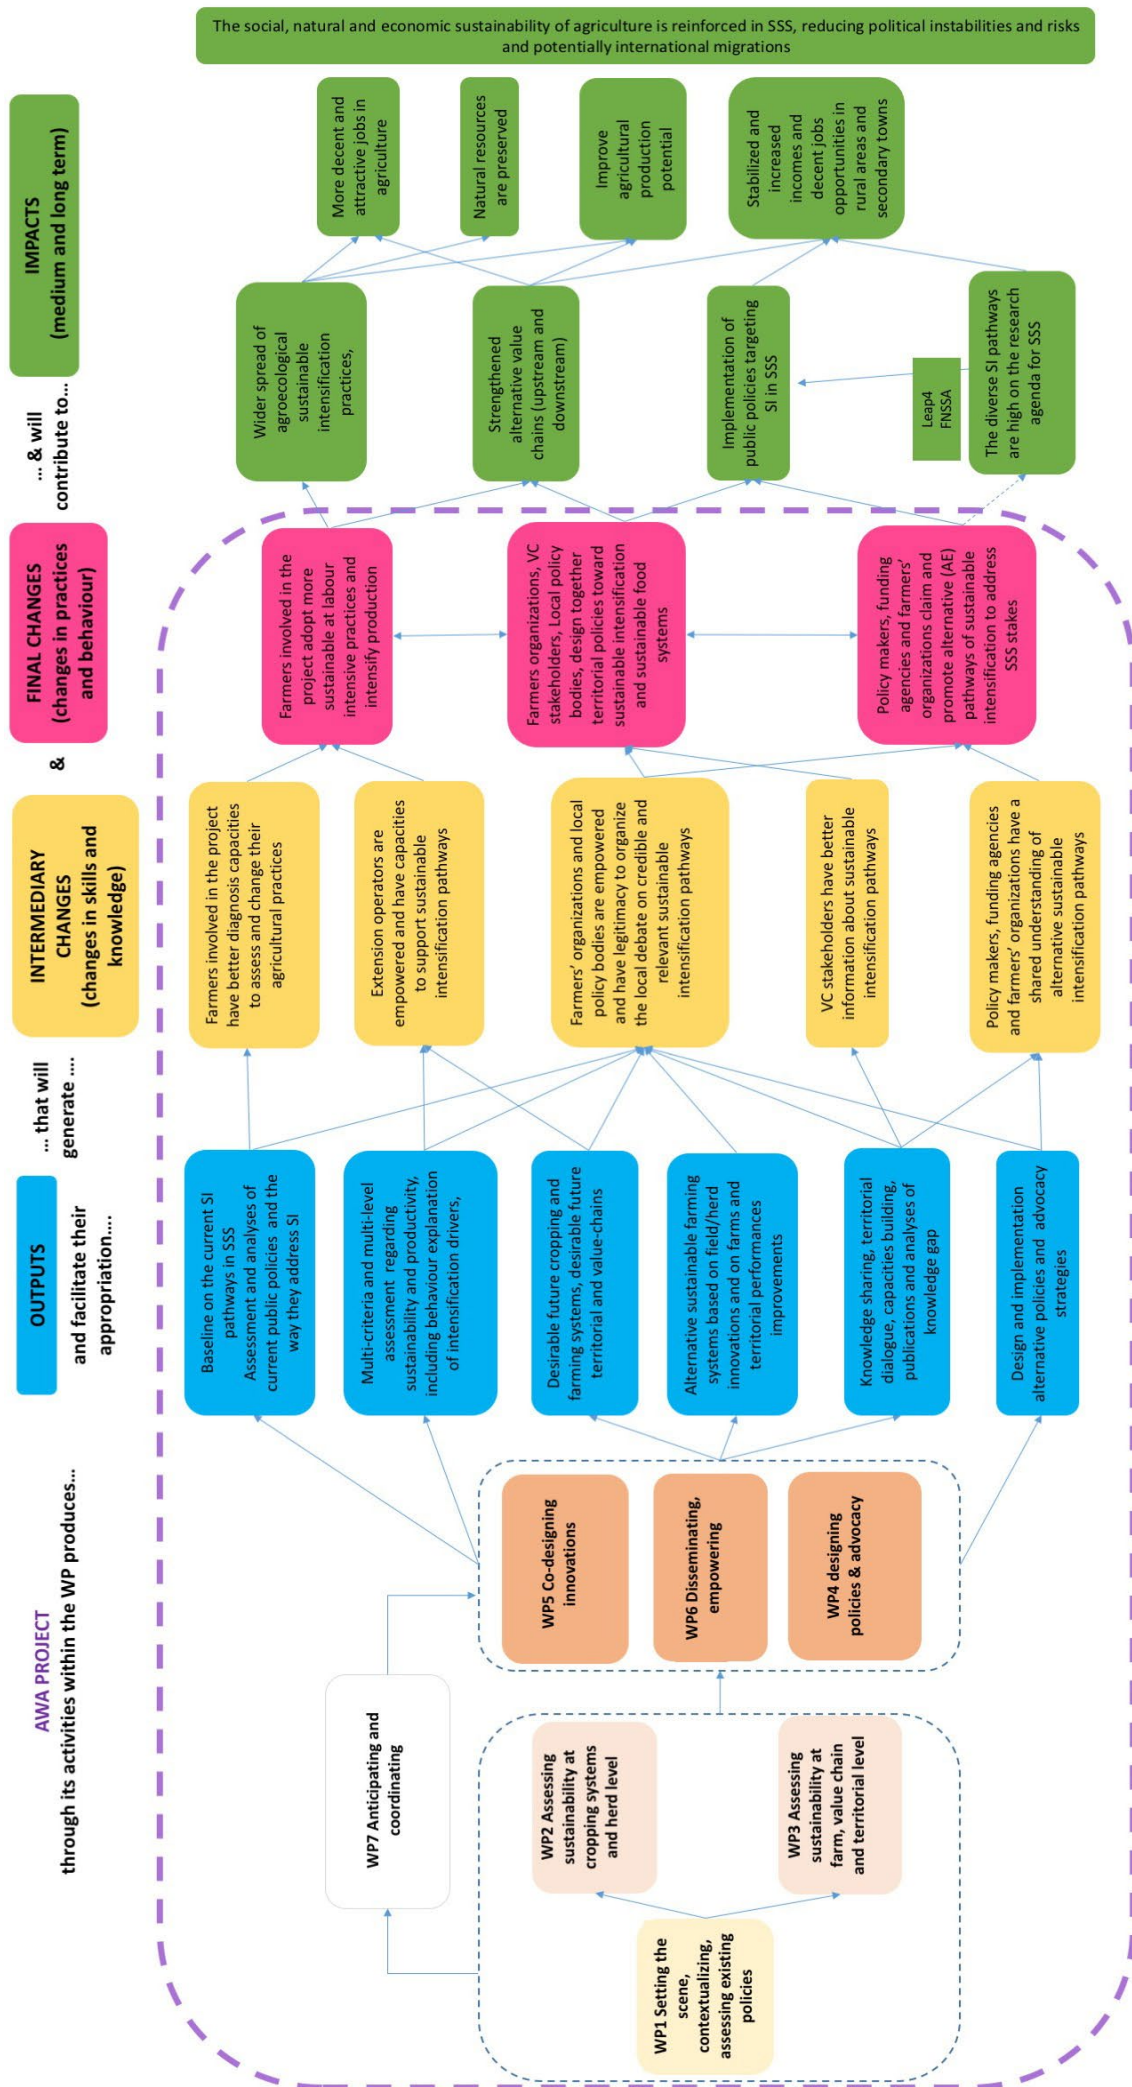 AWA PROJECT
through its activities within the WP produces…
OUTPUTS
and facilitate their
appropriation….
… that will
generate ….
INTERMEDIARY
CHANGES
(changes in skills and
knowledge)
&
FINAL CHANGES
(changes in practices
and behaviour)
… & will
contribute to…
IMPACTS
(medium and long term)
WP7 Anticipating and
coordinating
WP1 Setting the
scene,
contextualizing,
assessing existing
policies
WP2 Assessing
sustainability at
cropping systems
and herd level
WP3 Assessing
sustainability at
farm, value chain
and territorial level
WP5 Co-designing
innovations
WP6 Disseminating,
empowering
WP4 designing
policies & advocacy
Baseline on the current SI
pathways in SSS
Assessment and analyses of
current public policies and the
way they address SI
Multi-criteria and multi-level
assessment regarding
sustainability and productivity,
including behaviour explanation
of intensification drivers,
Desirable future cropping and
farming systems, desirable future
territorial and value-chains
Alternative sustainable farming
systems based on field/herd
innovations and on farms and
territorial performances
improvements
Knowledge sharing, territorial
dialogue, capacities building,
publications and analyses of
knowledge gap
Design and implementation
alternative policies and advocacy
strategies
Farmers involved in the project
have better diagnosis capacities
to assess and change their
agricultural practices
Extension operators are
empowered and have capacities
to support sustainable
intensification pathways
Farmers' organizations and local
policy bodies are empowered
and have legitimacy to organize
the local debate on credible and
relevant sustainable
intensification pathways
VC stakeholders have better
information about sustainable
intensification pathways
Policy makers, funding agencies
and farmers' organizations have a
shared understanding of
alternative sustainable
intensification pathways
Farmers involved in the
project adopt more
sustainable at labour
intensive practices and
intensify production
Farmers organizations, VC
stakeholders, Local policy
bodies, design together
territorial policies toward
sustainable intensification
and sustainable food
systems
Policy makers, funding
agencies and farmers'
organizations claim and
promote alternative (AE)
pathways of sustainable
intensification to address
SSS stakes
Wider spread of
agroecological
sustainable
intensification
practices,
Strengthened
alternative value
chains (upstream and
downstream)
Implementation of
public policies targeting
SI in SSS
Leap4
FNSSA
The diverse SI pathways
are high on the research
agenda for SSS
More decent and
attractive jobs in
agriculture
Natural resources
are preserved
Improve
agricultural
production
potential
Stabilized and
increased
incomes and
decent jobs
opportunities in
rural areas and
secondary towns
The social, natural and economic sustainability of agriculture is reinforced in SSS, reducing political instabilities and risks
and potentially international migrations